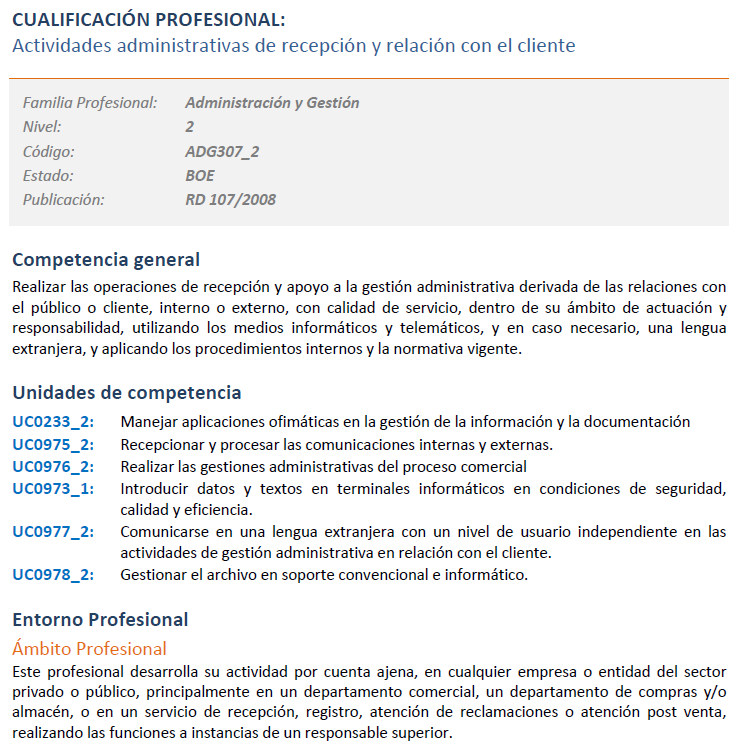 CUALIFICACIÓN PROFESIONAL:
Actividades administrativas de recepción y relación con el cliente
Familia Profesional: Administración y Gestión
Nivel: 2
Código: ADG307_2
Estado: BOE
Publicación: RD 107/2008
Competencia general
Realizar las operaciones de recepción y apoyo a la gestión administrativa derivada de las relaciones con
el público o cliente, interno o externo, con calidad de servicio, dentro de su ámbito de actuación y
responsabilidad, utilizando los medios informáticos y telemáticos, y en caso necesario, una lengua
extranjera, y aplicando los procedimientos internos y la normativa vigente.
Unidades de competencia
UC0233_2: Manejar aplicaciones ofimáticas en la gestión de la información y la documentación
UC0975_2: Recepcionar y procesar las comunicaciones internas y externas.
UC0976_2: Realizar las gestiones administrativas del proceso comercial
UC0973_1: Introducir datos y textos en terminales informáticos en condiciones de seguridad,
calidad y eficiencia.
UC0977_2: Comunicarse en una lengua extranjera con un nivel de usuario independiente en las
actividades de gestión administrativa en relación con el cliente.
UC0978_2: Gestionar el archivo en soporte convencional e informático.
Entorno Profesional
Ámbito Profesional
Este profesional desarrolla su actividad por cuenta ajena, en cualquier empresa o entidad del sector
privado o público, principalmente en un departamento comercial, un departamento de compras y/o
almacén, o en un servicio de recepción, registro, atención de reclamaciones o atención post venta,
realizando las funciones a instancias de un responsable superior.